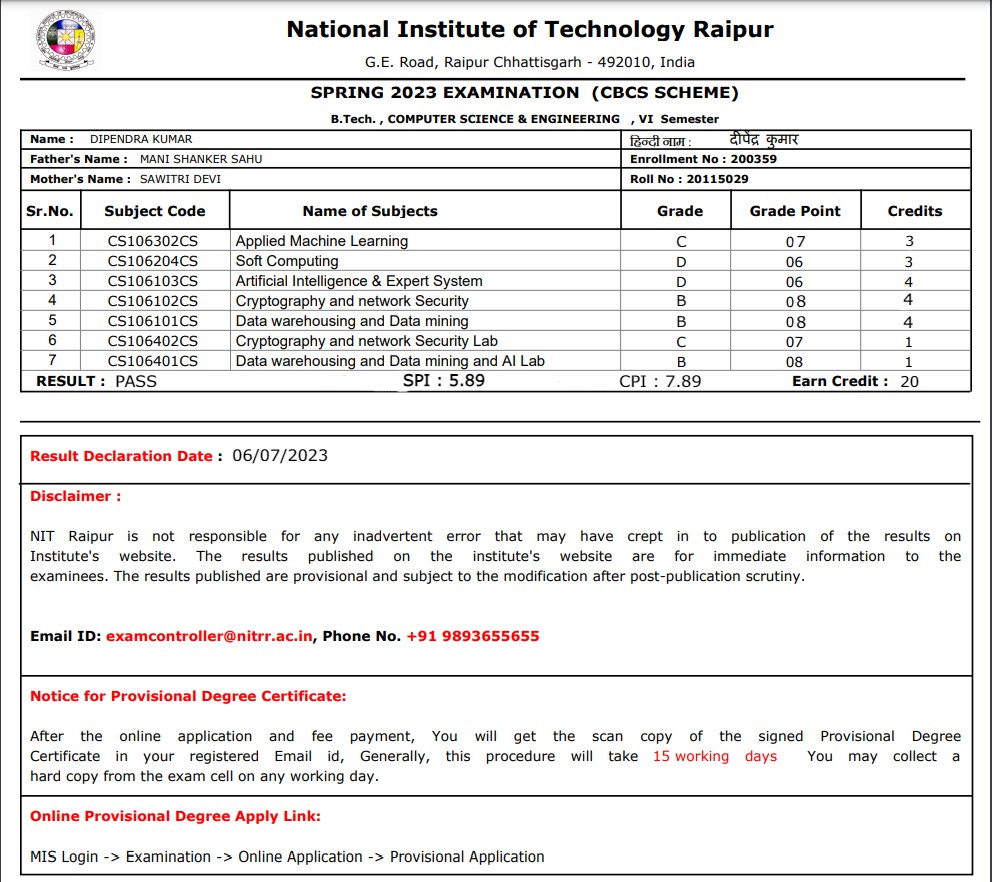 National Institute of Technology Raipur
G.E. Road, Raipur Chhattisgarh - 492010, India
SPRING 2023 EXAMINATION (CBCS SCHEME)
B.Tech. , COMPUTER SCIENCE & ENGINEERING , VI Semester
Name : DIPENDRA KUMAR हिन्दी नाम : दीपेंद्र कुमार
Father's Name : MANI SHANKER SAHU Enrollment No : 200359
Mother's Name : SAWITRI DEVI Roll No : 20115029
Sr.No. Subject Code Name of Subjects Grade Grade Point Credits
1 CS106302CS Applied Machine Learning C 07 3
2 CS106204CS Soft Computing D 06 3
3 CS106103CS Artificial Intelligence & Expert System D 06 4
4 CS106102CS Cryptography and network Security B 08 4
5 CS106101CS Data warehousing and Data mining B 08 4
6 CS106402CS Cryptography and network Security Lab C 07 1
7 CS106401CS Data warehousing and Data mining and AI Lab B 08 1
RESULT : PASS SPI : 5.89 CPI : 7.89 Earn Credit : 20
Result Declaration Date : 06/07/2023
Disclaimer :
NIT Raipur is not responsible for any inadvertent error that may have crept in to publication of the results on
Institute's website. The results published on the institute's website are for immediate information to the
examinees. The results published are provisional and subject to the modification after post-publication scrutiny.
Email ID: examcontroller@nitrr.ac.in, Phone No. +91 9893655655
Notice for Provisional Degree Certificate:
After the online application and fee payment, You will get the scan copy of the signed Provisional Degree
Certificate in your registered Email id, Generally, this procedure will take 15 working days You may collect a
hard copy from the exam cell on any working day.
Online Provisional Degree Apply Link:
MIS Login -> Examination -> Online Application -> Provisional Application